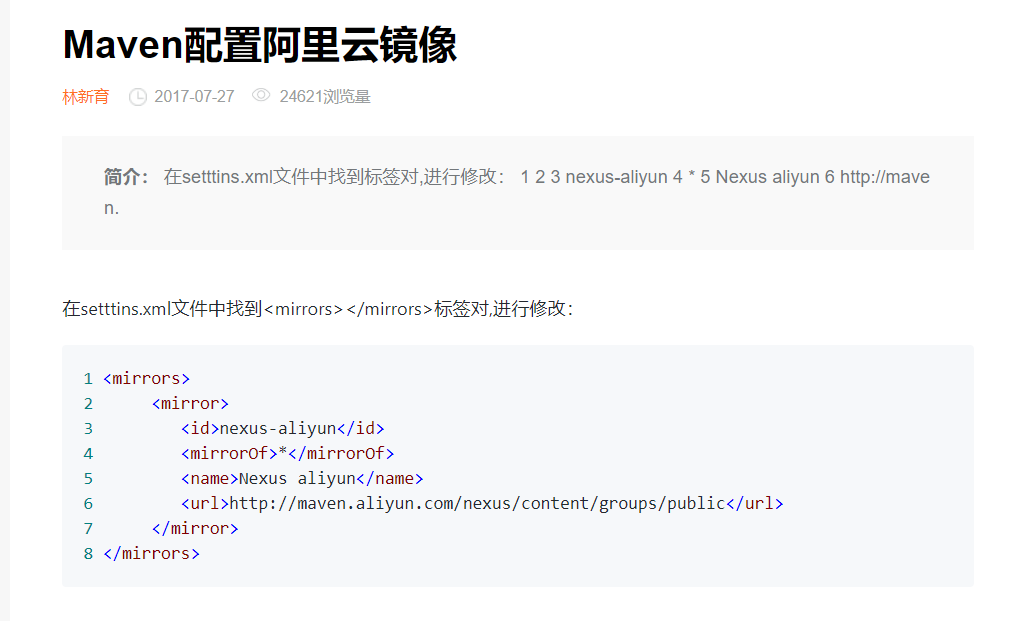 Maven配置阿里云镜像
林新育 2017-07-27 24621浏览量
简介： 在setttins.xml文件中找到标签对,进行修改： 1 2 3 nexus-aliyun 4 * 5 Nexus aliyun 6 http://mave
n.
在setttins.xml文件中找到<mirrors></mirrors>标签对,进行修改：
1 <mirrors>
2 <mirror>
3 <id>nexus-aliyun</id>
4 <mirrorOf>*</mirrorOf>
5 <name>Nexus aliyun</name>
6 <url>http://maven.aliyun.com/nexus/content/groups/public</url>
7 </mirror>
8 </mirrors>